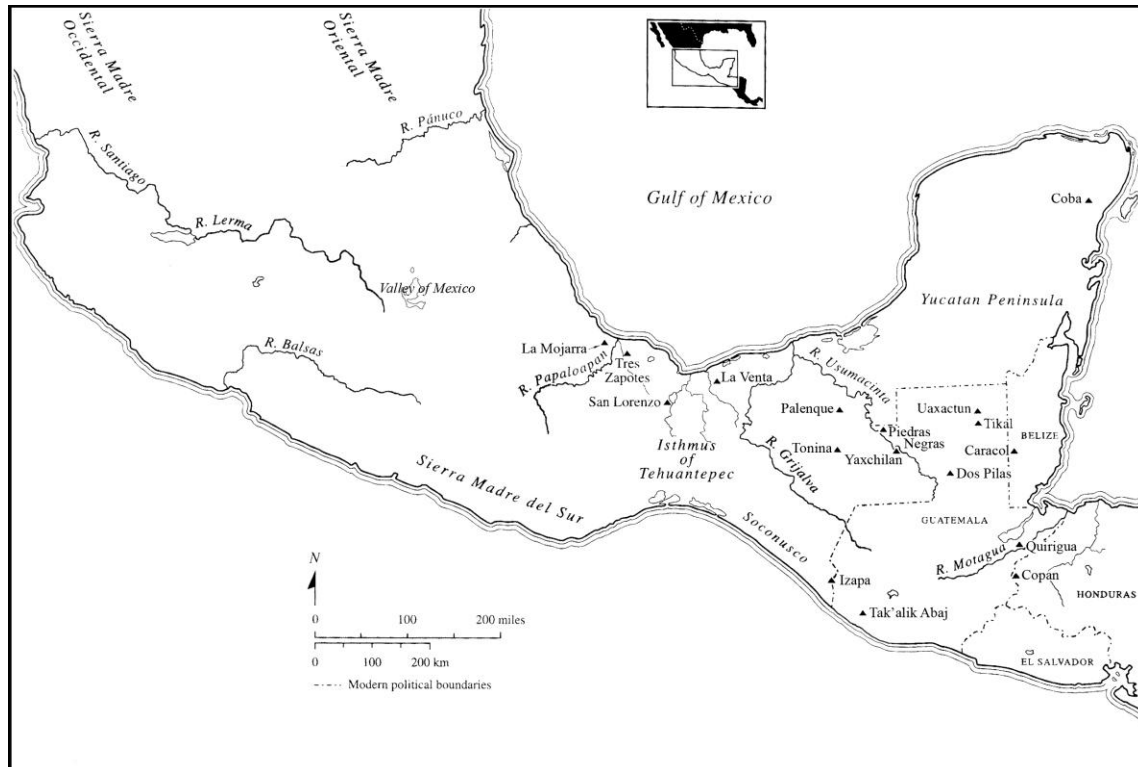 Sierra Madre
Occidental
Sierra Madre
Oriental
R. Pánuco
R. Santiago
R. Lerma
Gulf of Mexico
Coba
Valley of Mexico
Yucatan Peninsula
R. Balsas
La Mojarra
Tres
Zapotes
R. Papaloapan
San Lorenzo
La Venta
R. Usumacinta
Palenque
Uaxactun
Tikal
Piedras
Negras
BELIZE
Tonina
Yaxchilan
Caracol
Dos Pilas
Isthmus
of
Tehuantepec
R. Grijalva
Sierra Madre del Sur
Soconusco
GUATEMALA
R. Motagua
Quirigua
Izapa
Copan
HONDURAS
Tak'alik Abaj
EL SALVADOR
N
0 100 200 miles
0 100 200 km
Modern political boundaries